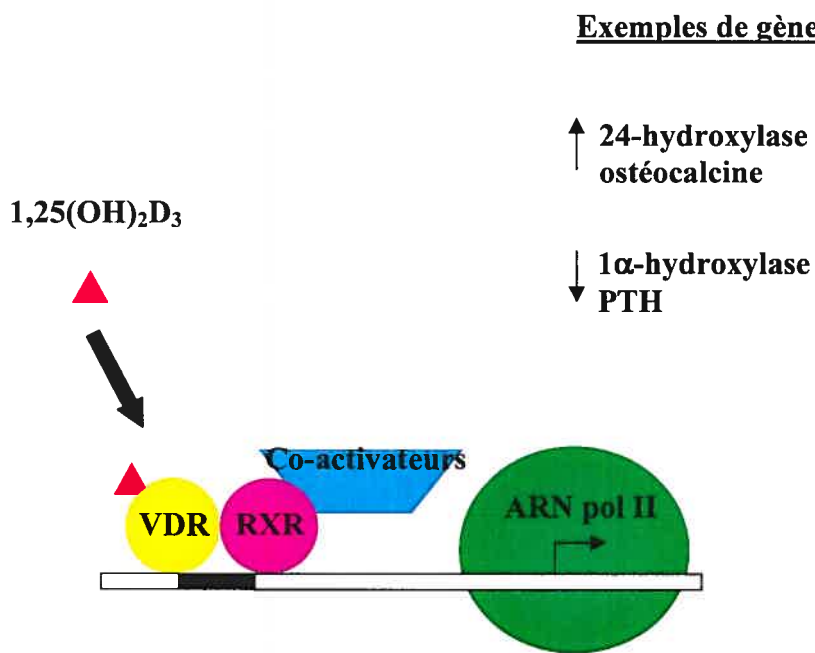 Exemples de gène
24-hydroxylase
ostéocalcine
1,25(OH)₂D₃
1α-hydroxylase
PTH
Co-activateurs
VDR
RXR
ARN pol II